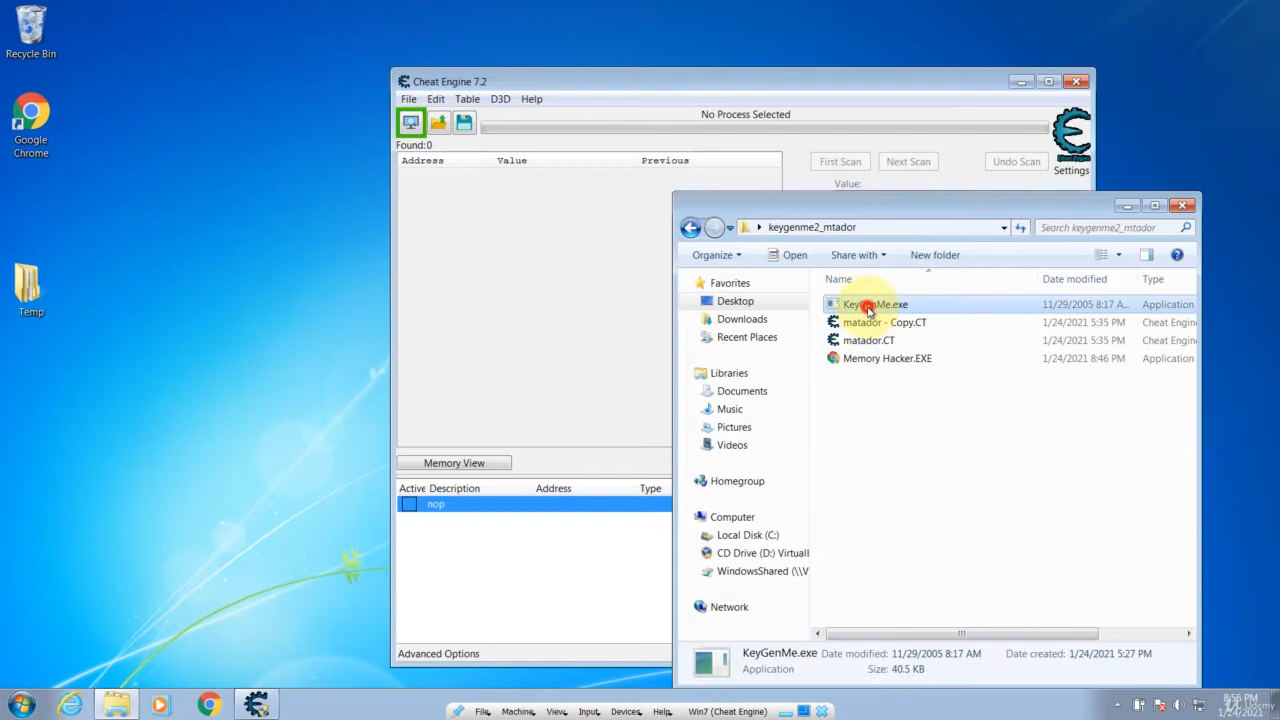 Recycle Bin
Google
Chrome
Temp
Cheat Engine 7.2
File Edit Table D3D Help
No Process Selected
Found:0
Address Value Previous
First Scan Next Scan Undo Scan
Settings
Value:
keygenme2_mtador
Search keygenme2_mtador
Organize Open Share with New folder
Name Date modified Type
Favorites
Desktop
Downloads
Recent Places
Libraries
Documents
Music
Pictures
Videos
Homegroup
Computer
Local Disk (C:)
CD Drive (D:) Virtuall
WindowsShared (\\V
Network
KeyGenMe.exe 11/29/2005 8:17 A... Application
matador - Copy.CT 1/24/2021 5:35 PM Cheat Engin
matador.CT 1/24/2021 5:35 PM Cheat Engin
Memory Hacker.EXE 1/24/2021 8:46 PM Application
Memory View
Active Description Address Type
nop
Advanced Options
KeyGenMe.exe Date modified: 11/29/2005 8:17 AM Date created: 1/24/2021 5:27 PM
Application Size: 40.5 KB
File Machine View Input Devices Help Win7 (Cheat Engine)
8:56 PM
1/24/2021
Udemy